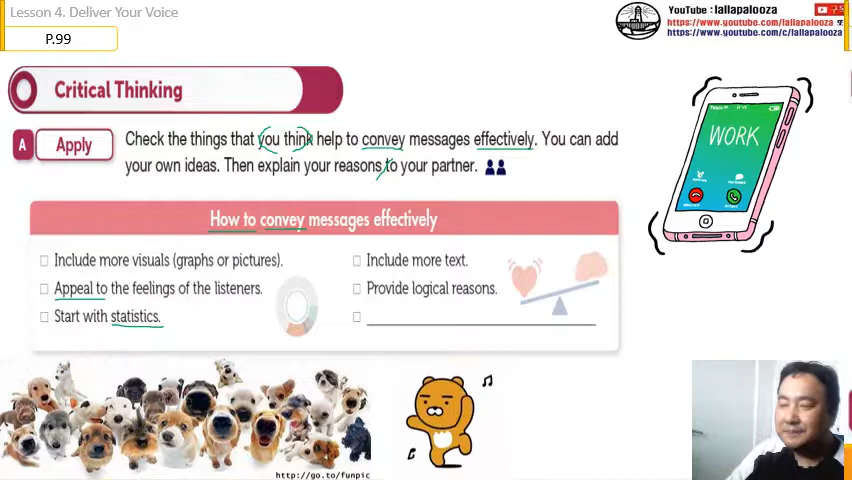 Lesson 4. Deliver Your Voice
P.99
YouTube : lallapalooza
https://www.youtube.com/lallapalooza
https://www.youtube.com/c/lallapalooza
Critical Thinking
A Apply
Check the things that you think help to convey messages effectively. You can add
your own ideas. Then explain your reasons to your partner.
WORK
How to convey messages effectively
Include more visuals (graphs or pictures).
Include more text.
Appeal to the feelings of the listeners.
Provide logical reasons.
Start with statistics.
http://go.to/funpic